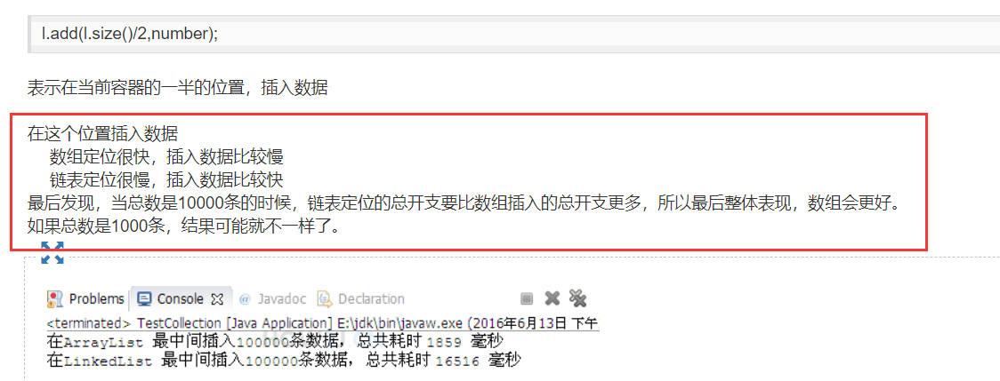 l.add(l.size()/2,number);
表示在当前容器的一半的位置，插入数据
在这个位置插入数据
数组定位很快，插入数据比较慢
链表定位很慢，插入数据比较快
最后发现，当总数是10000条的时候，链表定位的总开支要比数组插入的总开支更多，所以最后整体表现，数组会更好。
如果总数是1000条，结果可能就不一样了。
Problems Console @ Javadoc Declaration
<terminated> TestCollection [Java Application] E:\jdk\bin\javaw.exe (2016年6月13日 下午
在ArrayList 最中间插入100000条数据，总共耗时 1859 毫秒
在LinkedList 最中间插入100000条数据，总共耗时 16516 毫秒